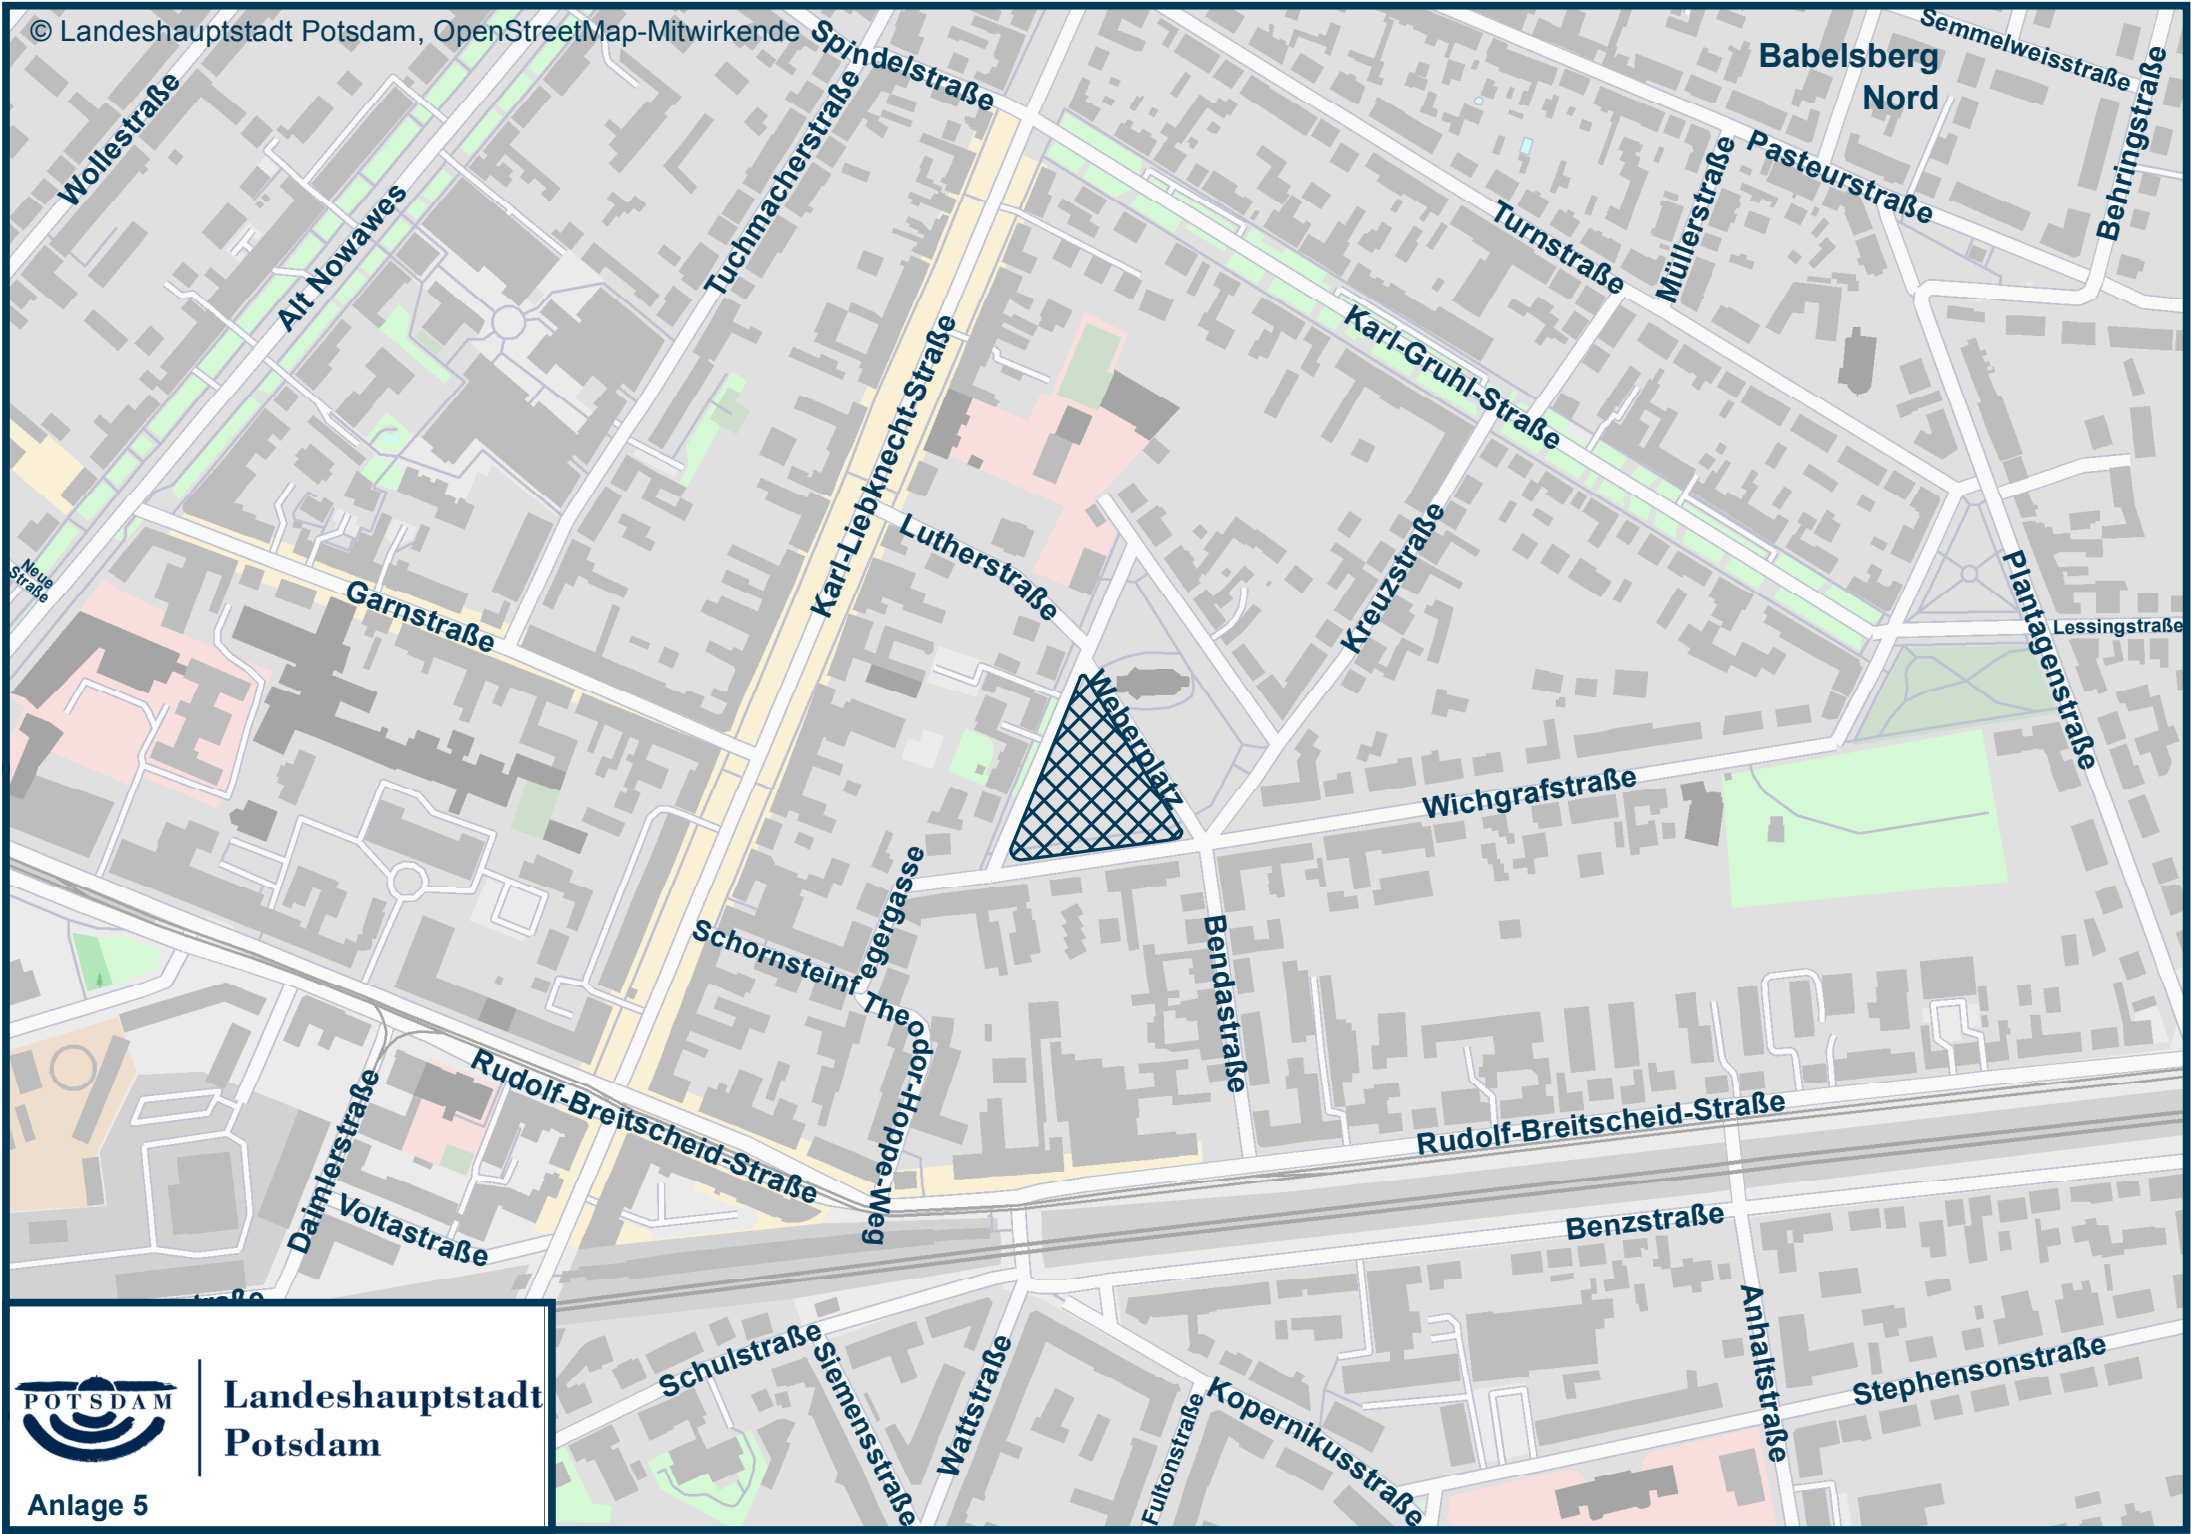 © Landeshauptstadt Potsdam, OpenStreetMap-Mitwirkende
Spindelstraße
Semmelweisstraße
Babelsberg
Nord
Behringstraße
Wollestraße
Tuchmacherstraße
Pasteurstraße
Müllerstraße
Turnstraße
Alt Nowawes
Karl-Liebknecht-Straße
Karl-Gruhl-Straße
Lutherstraße
Kreuzstraße
Neue
Straße
Garnstraße
Plantagenstraße
Lessingstraße
Weberplatz
Wichgrafstraße
Schornsteinfegergasse
Bendastraße
Theodor-Hoppe-Weg
Rudolf-Breitscheid-Straße
Daimlerstraße
Rudolf-Breitscheid-Straße
Voltastraße
Benzstraße
Schulstraße
Siemensstraße
Wattstraße
Fultonstraße
Kopernikusstraße
Anhaltstraße
Stephensonstraße
POTSDAM
Landeshauptstadt
Potsdam
Anlage 5